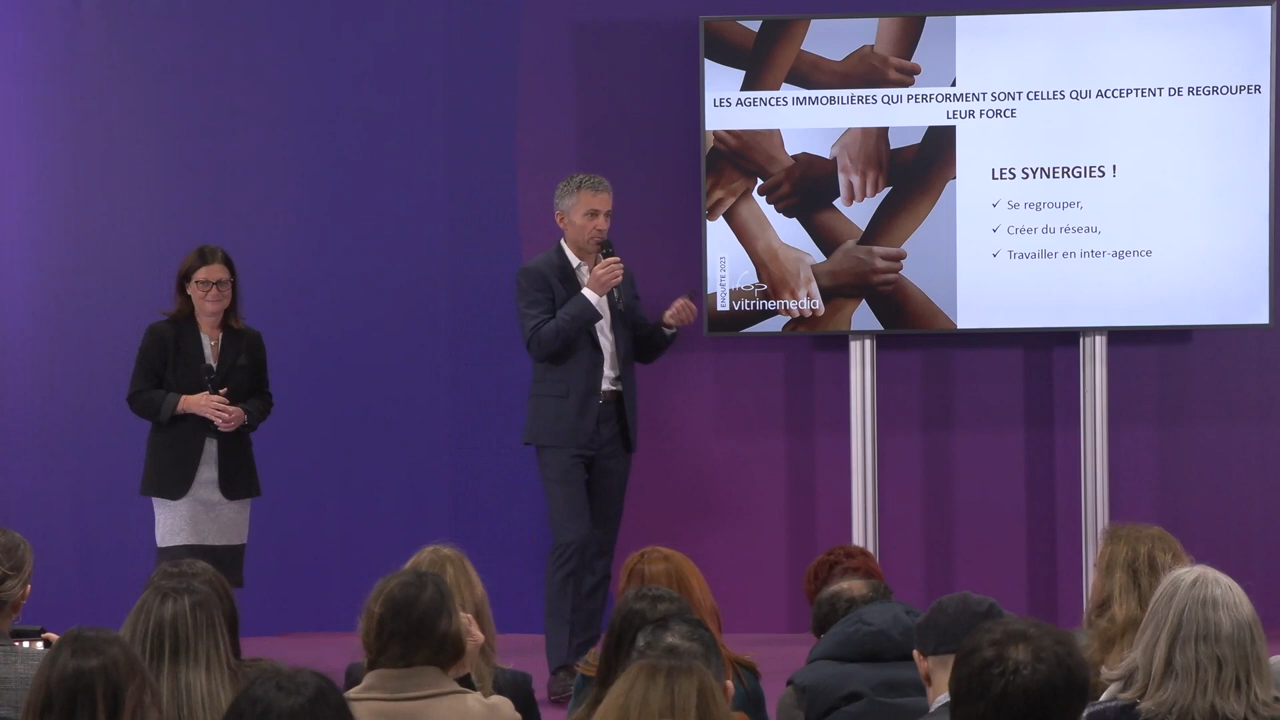 LES AGENCES IMMOBILIÈRES QUI PERFORMENT SONT CELLES QUI ACCEPTENT DE REGROUPER
LEUR FORCE
LES SYNERGIES !
✓ Se regrouper,
✓ Créer du réseau,
✓ Travailler en inter-agence
ENQUÊTE 2023
ifop
vitrinemedia